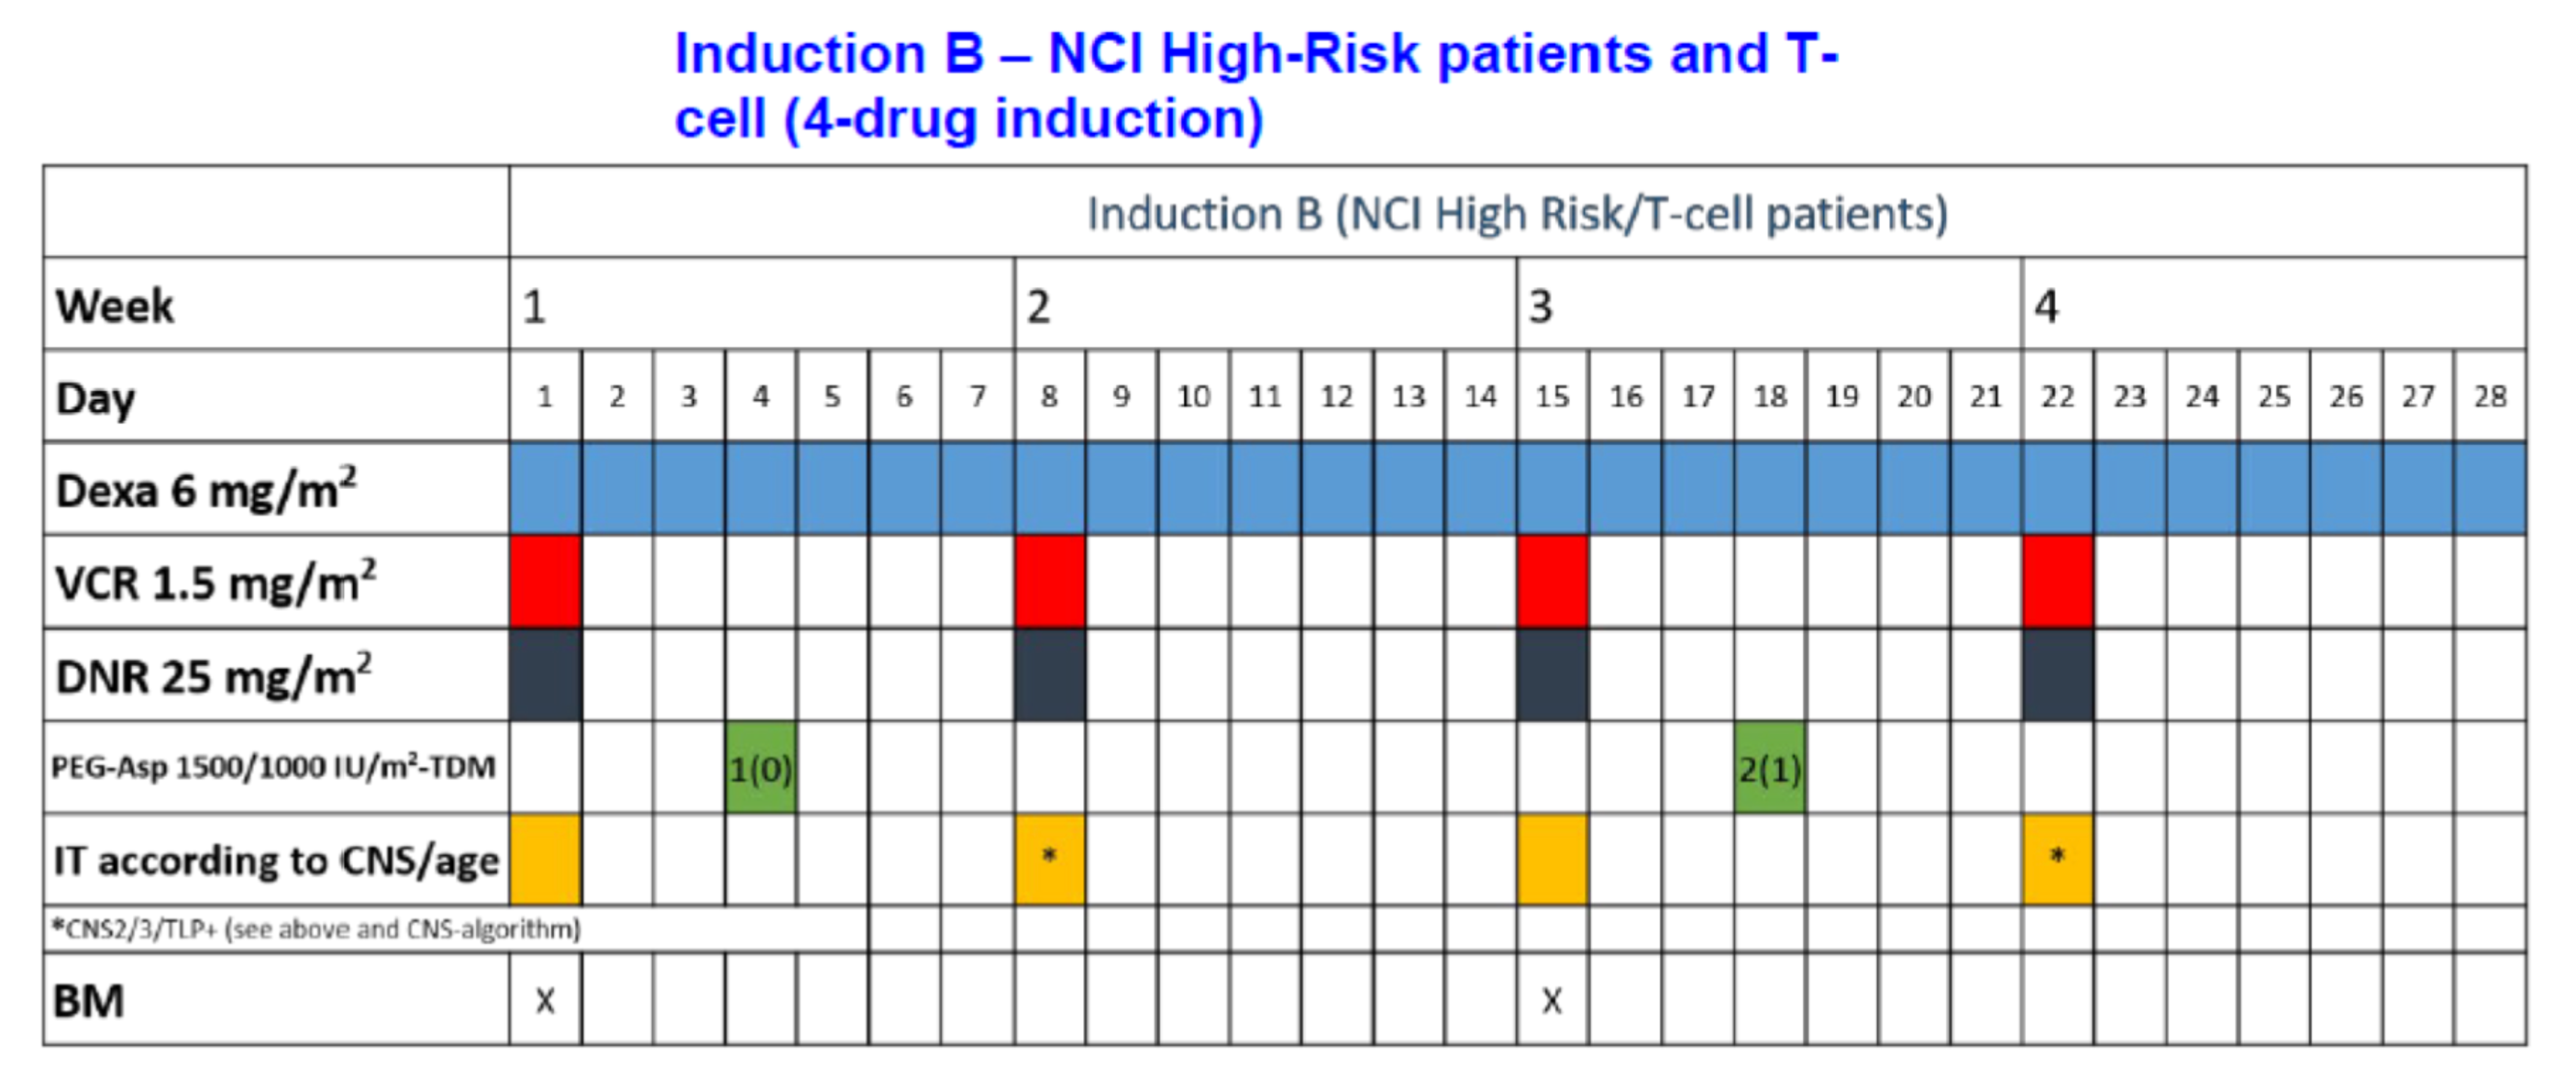 Induction B – NCI High-Risk patients and T-
cell (4-drug induction)
Induction B (NCI High Risk/T-cell patients)
Week 1 2 3 4
Day 1 2 3 4 5 6 7 8 9 10 11 12 13 14 15 16 17 18 19 20 21 22 23 24 25 26 27 28
Dexa 6 mg/m²
VCR 1.5 mg/m²
DNR 25 mg/m²
PEG-Asp 1500/1000 IU/m²-TDM 1(0) 2(1)
IT according to CNS/age * *
*CNS2/3/TLP+ (see above and CNS-algorithm)
BM X X